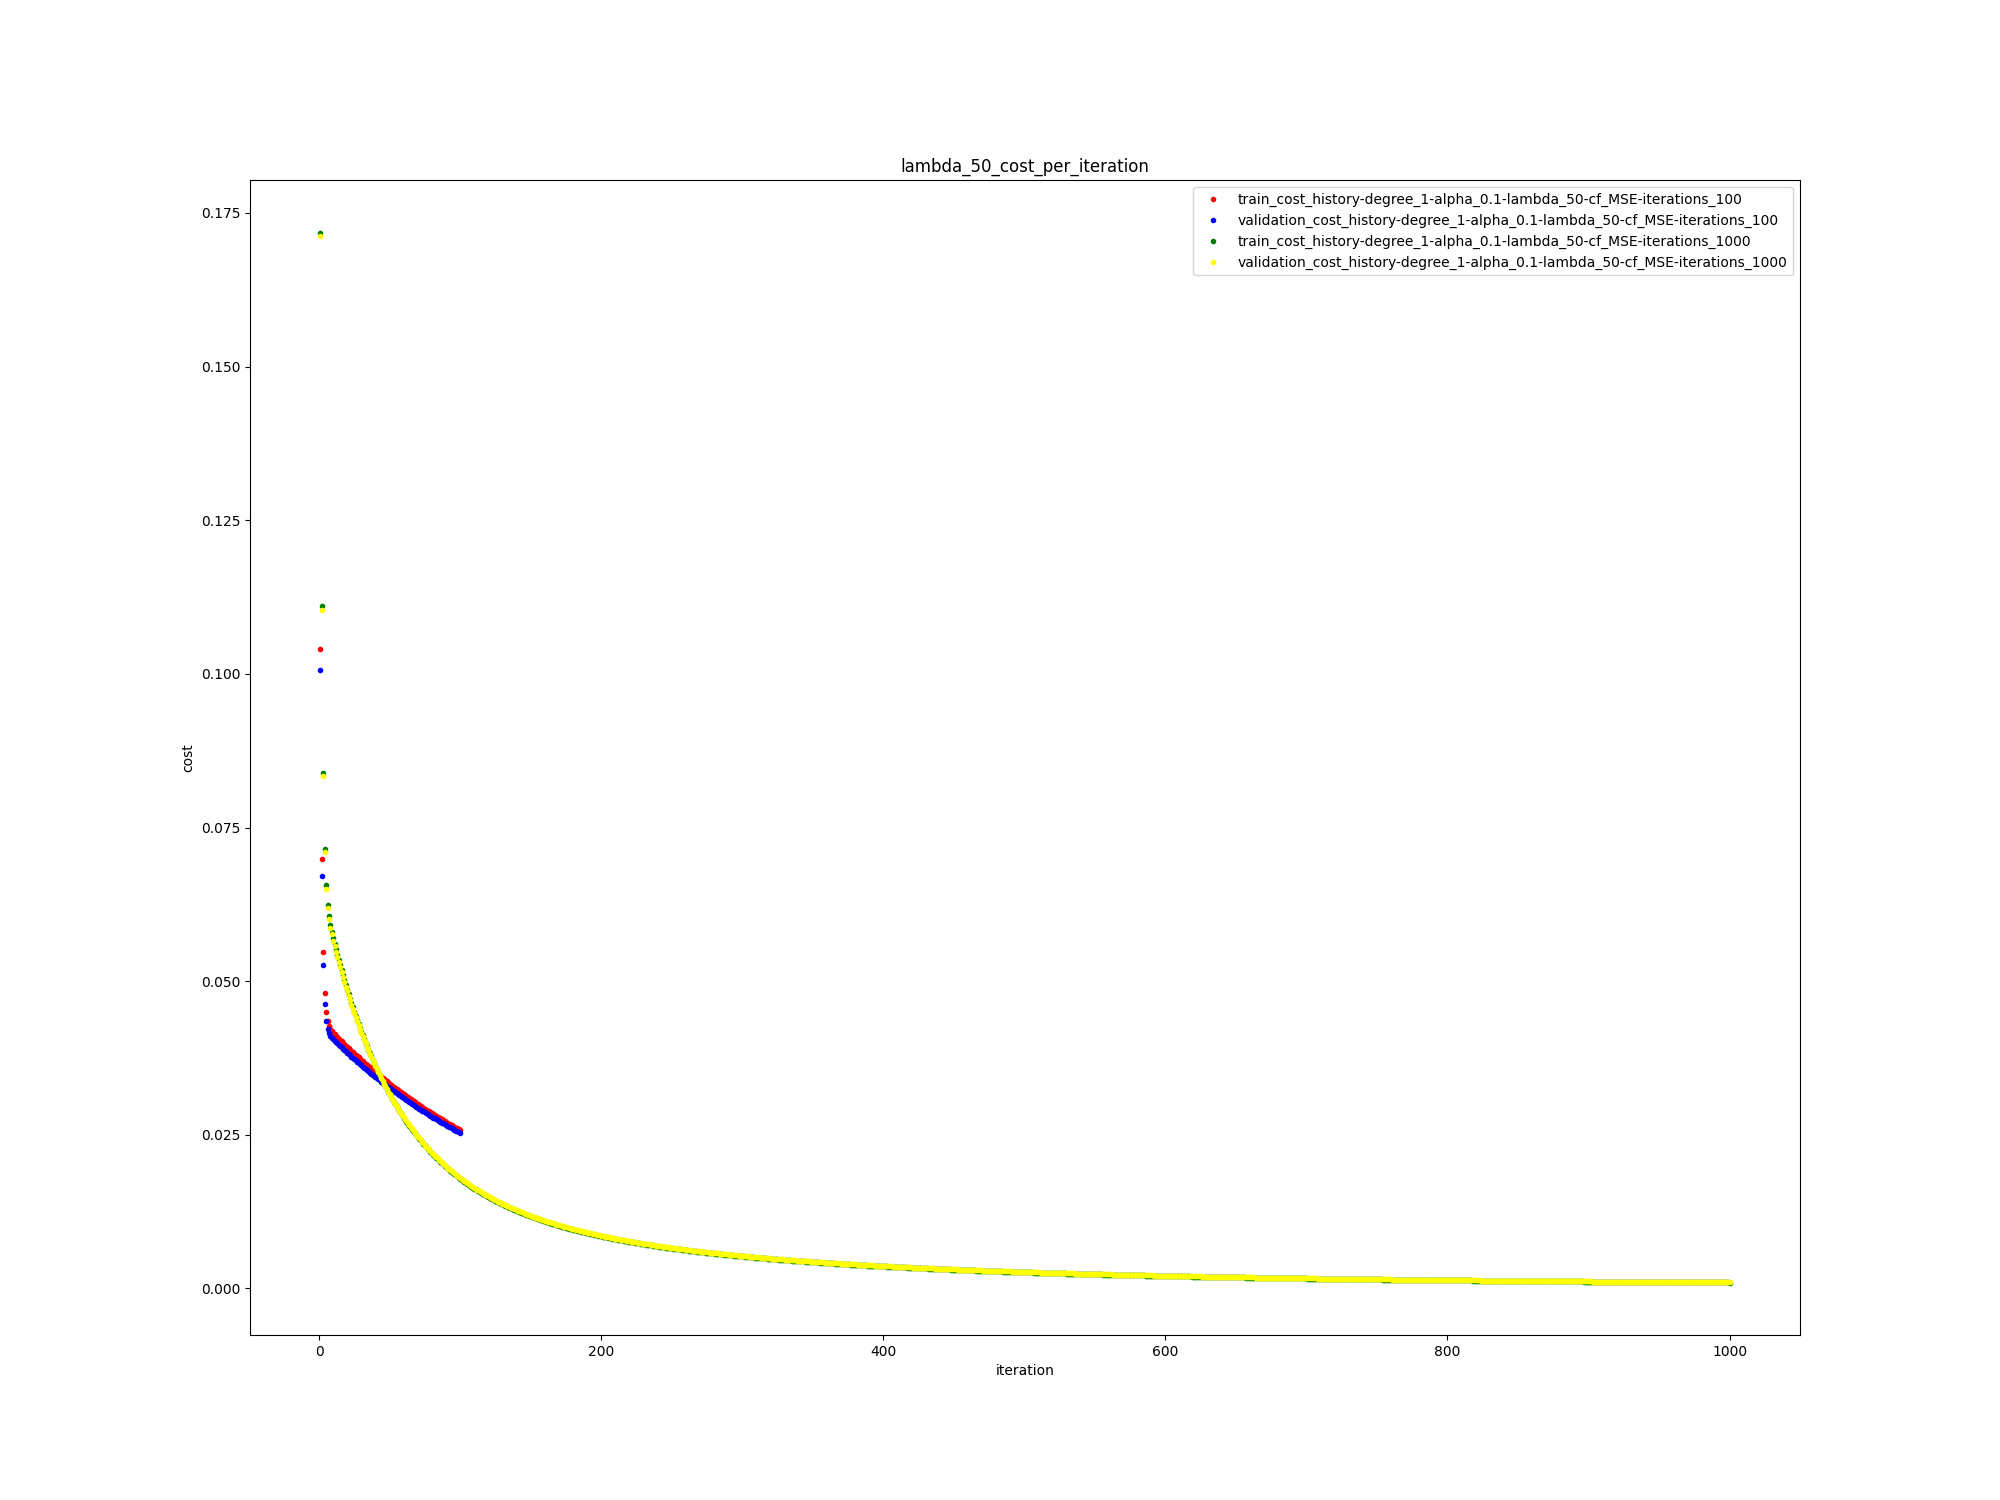 lambda_50_cost_per_iteration
train_cost_history-degree_1-alpha_0.1-lambda_50-cf_MSE-iterations_100
validation_cost_history-degree_1-alpha_0.1-lambda_50-cf_MSE-iterations_100
train_cost_history-degree_1-alpha_0.1-lambda_50-cf_MSE-iterations_1000
validation_cost_history-degree_1-alpha_0.1-lambda_50-cf_MSE-iterations_1000
0.175
0.150
0.125
0.100
0.075
0.050
0.025
0.000
cost
0 200 400 600 800 1000
iteration